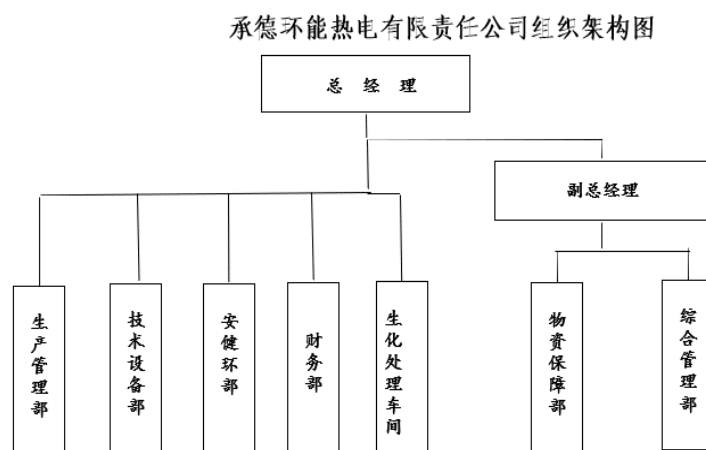 承德环能热电有限责任公司组织架构图
总 经 理
副总经理
生产管理部
技术设备部
安健环部
财务部
生化处理车间
物资保障部
综合管理部